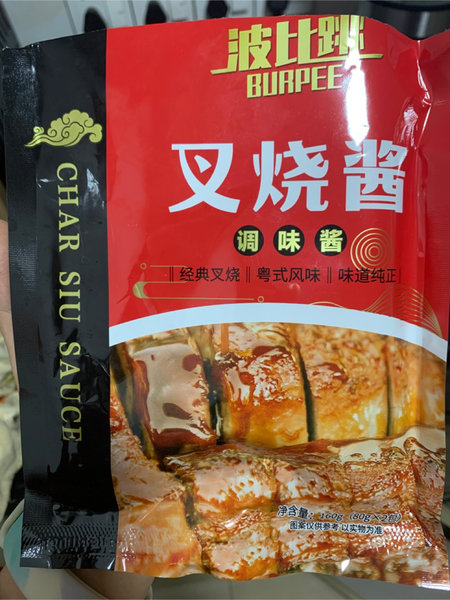 波比跳
BURPEE
叉烧酱
调味酱
经典叉烧 粤式风味 味道纯正
CHAR SIU SAUCE
净含量：160g（80g×2包）
图案仅供参考 以实物为准